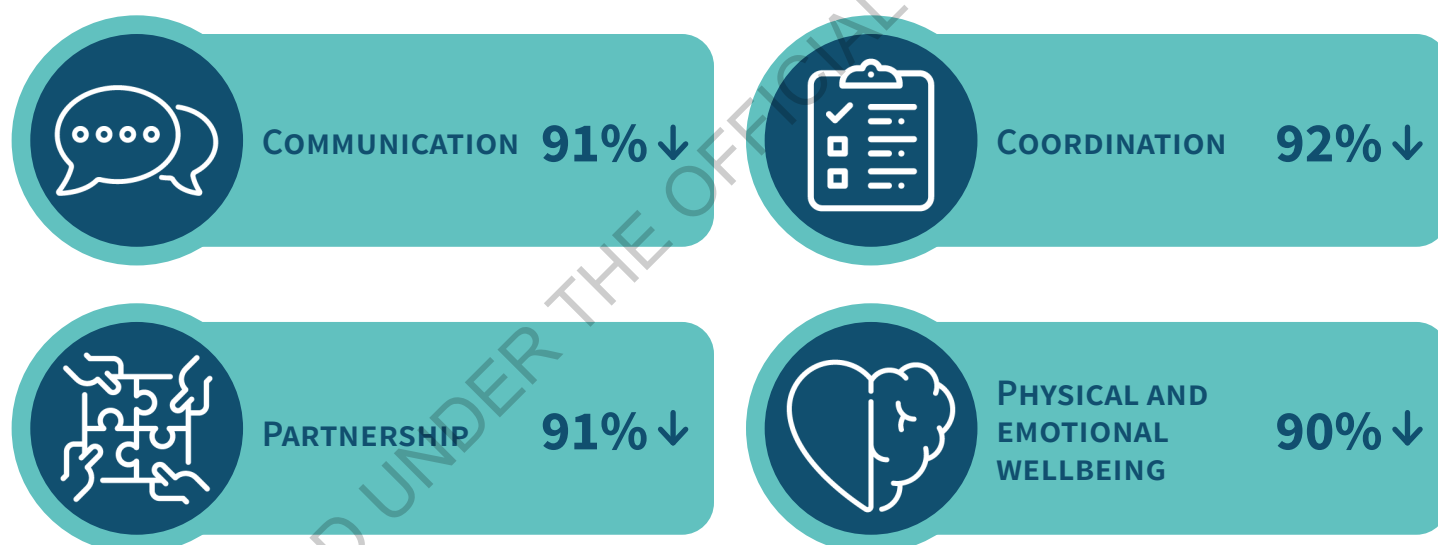 Communication 91% ↓
Coordination 92% ↓
Partnership 91% ↓
Physical and
emotional
wellbeing
90% ↓
UNDER THE OFFICIAL